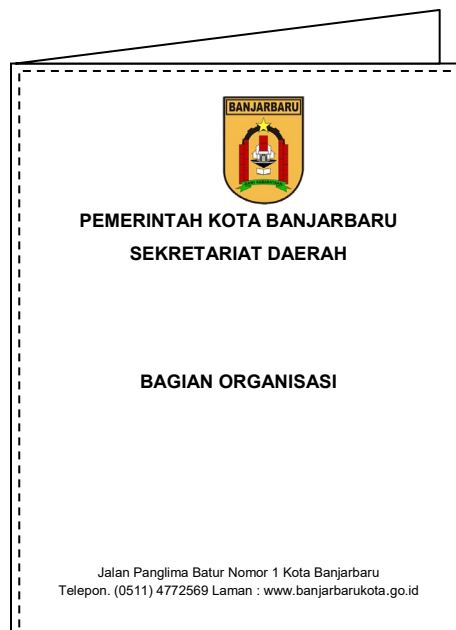 BANJARBARU
PEMERINTAH KOTA BANJARBARU
SEKRETARIAT DAERAH
BAGIAN ORGANISASI
Jalan Panglima Batur Nomor 1 Kota Banjarbaru
Telepon. (0511) 4772569 Laman : www.banjarbarukota.go.id